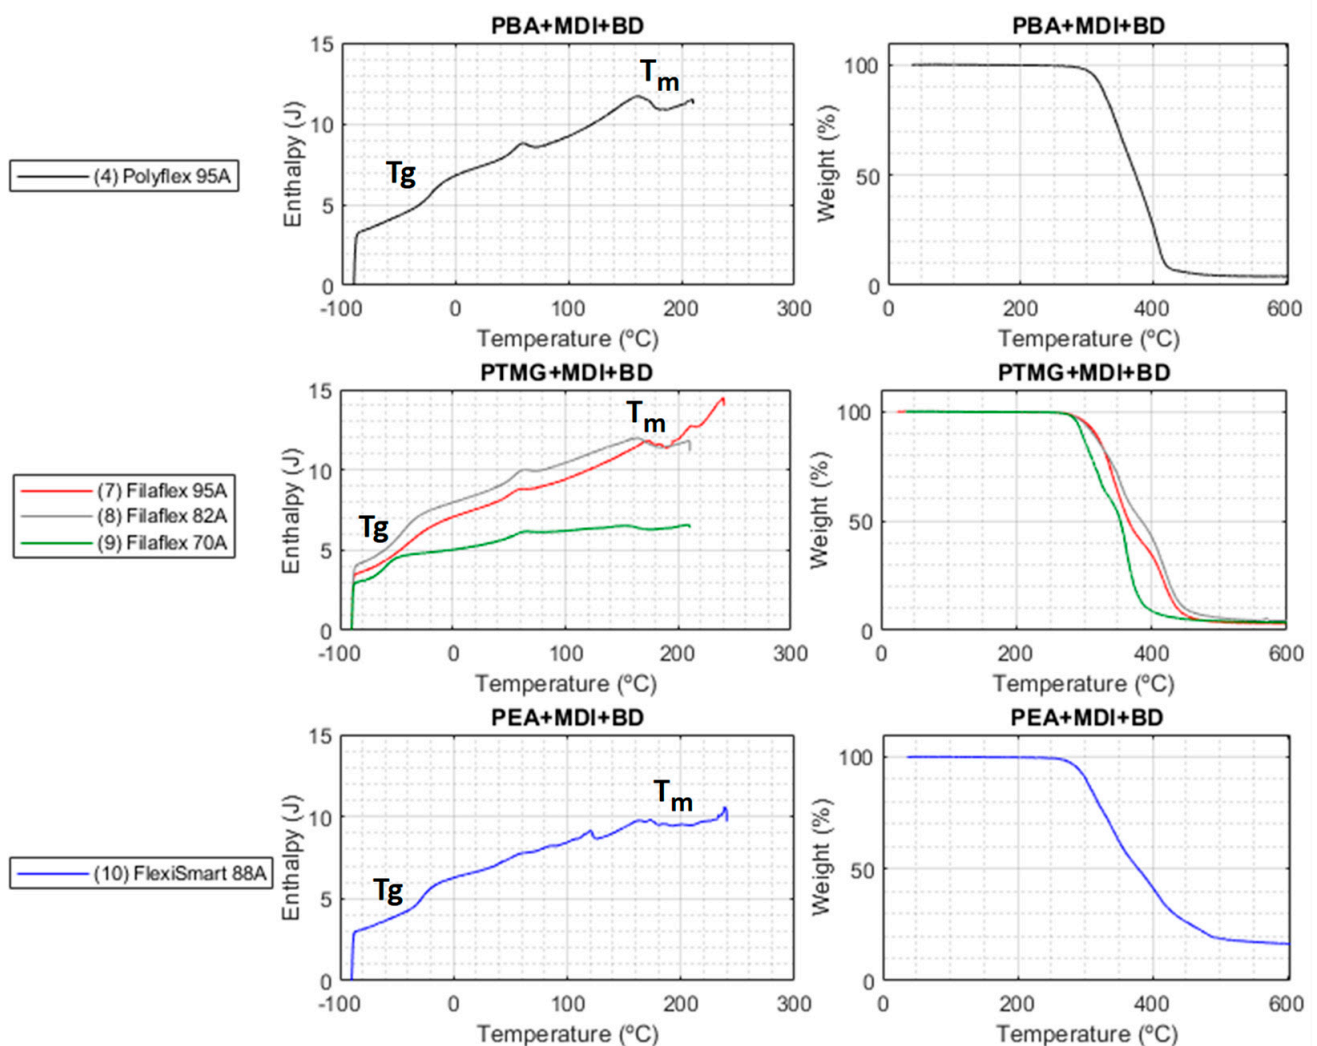 PBA+MDI+BD
15
10
5
0
Enthalpy (J)
Tg
Tm
-100 0 100 200 300
Temperature (ºC)
(4) Polyflex 95A
PBA+MDI+BD
100
50
0
Weight (%)
0 200 400 600
Temperature (ºC)
PTMG+MDI+BD
15
10
5
0
Enthalpy (J)
Tg
Tm
-100 0 100 200 300
Temperature (ºC)
(7) Filaflex 95A
(8) Filaflex 82A
(9) Filaflex 70A
PTMG+MDI+BD
100
50
0
Weight (%)
0 200 400 600
Temperature (ºC)
PEA+MDI+BD
15
10
5
0
Enthalpy (J)
Tg
Tm
-100 0 100 200 300
Temperature (ºC)
(10) FlexiSmart 88A
PEA+MDI+BD
100
50
0
Weight (%)
0 200 400 600
Temperature (ºC)